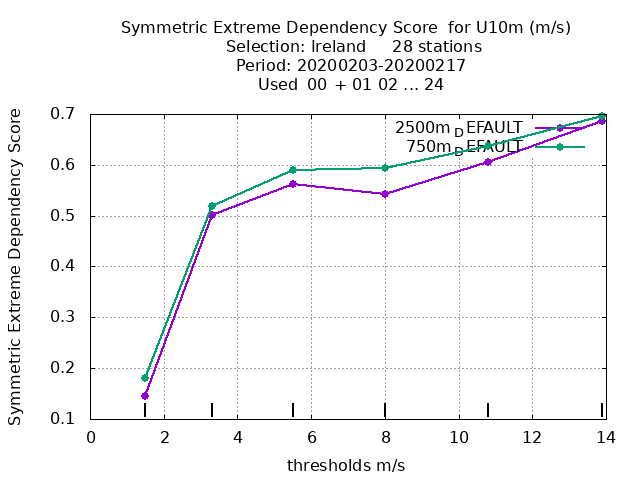 Symmetric Extreme Dependency Score for U10m (m/s)
Selection: Ireland 28 stations
Period: 20200203-20200217
Used 00 + 01 02 ... 24
Symmetric Extreme Dependency Score
0.7
0.6
0.5
0.4
0.3
0.2
0.1
2500m_DEFAULT
750m_DEFAULT
0 2 4 6 8 10 12 14
thresholds m/s